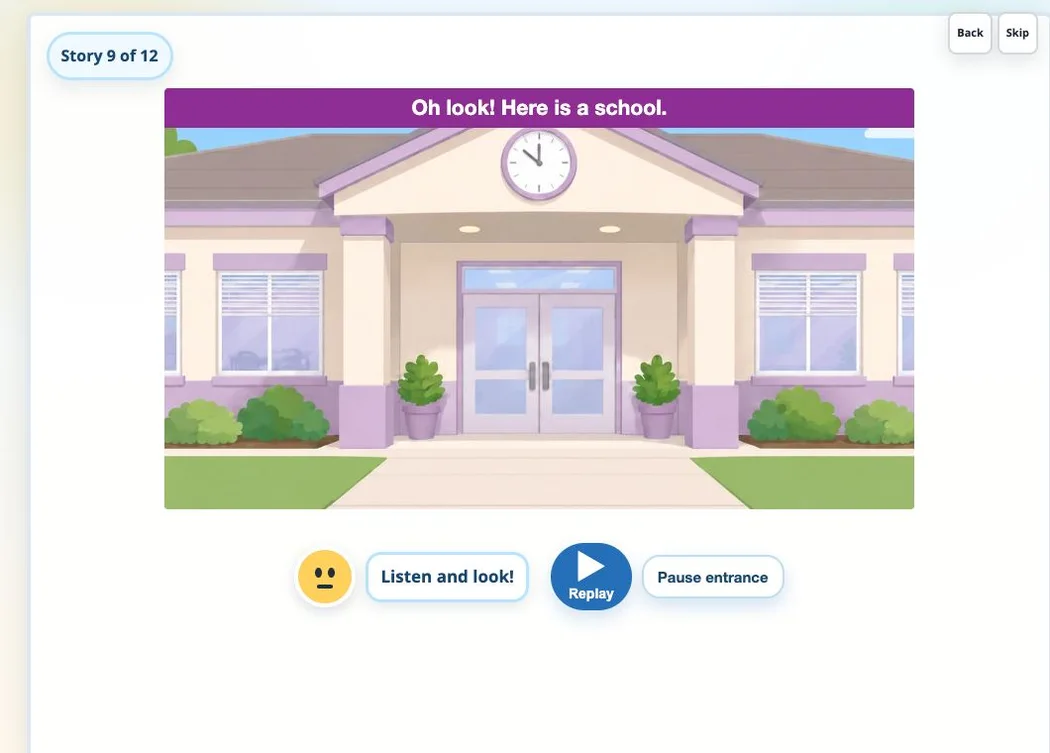 Story 9 of 12
Back
Skip
Oh look! Here is a school.
Listen and look!
Replay
Pause entrance